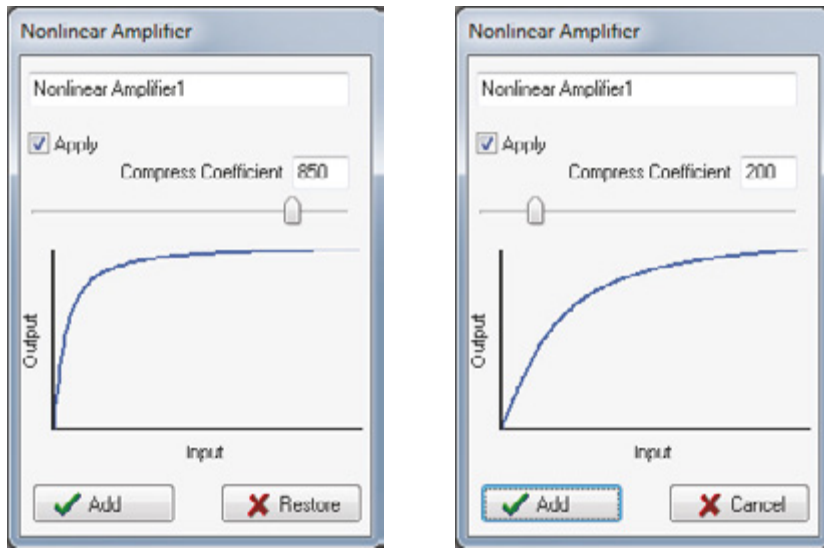 Nonlinear Amplifier
Nonlinear Amplifier1
Apply
Compress Coefficient 850
Output
Input
Add Restore
Nonlinear Amplifier
Nonlinear Amplifier1
Apply
Compress Coefficient 200
Output
Input
Add Cancel